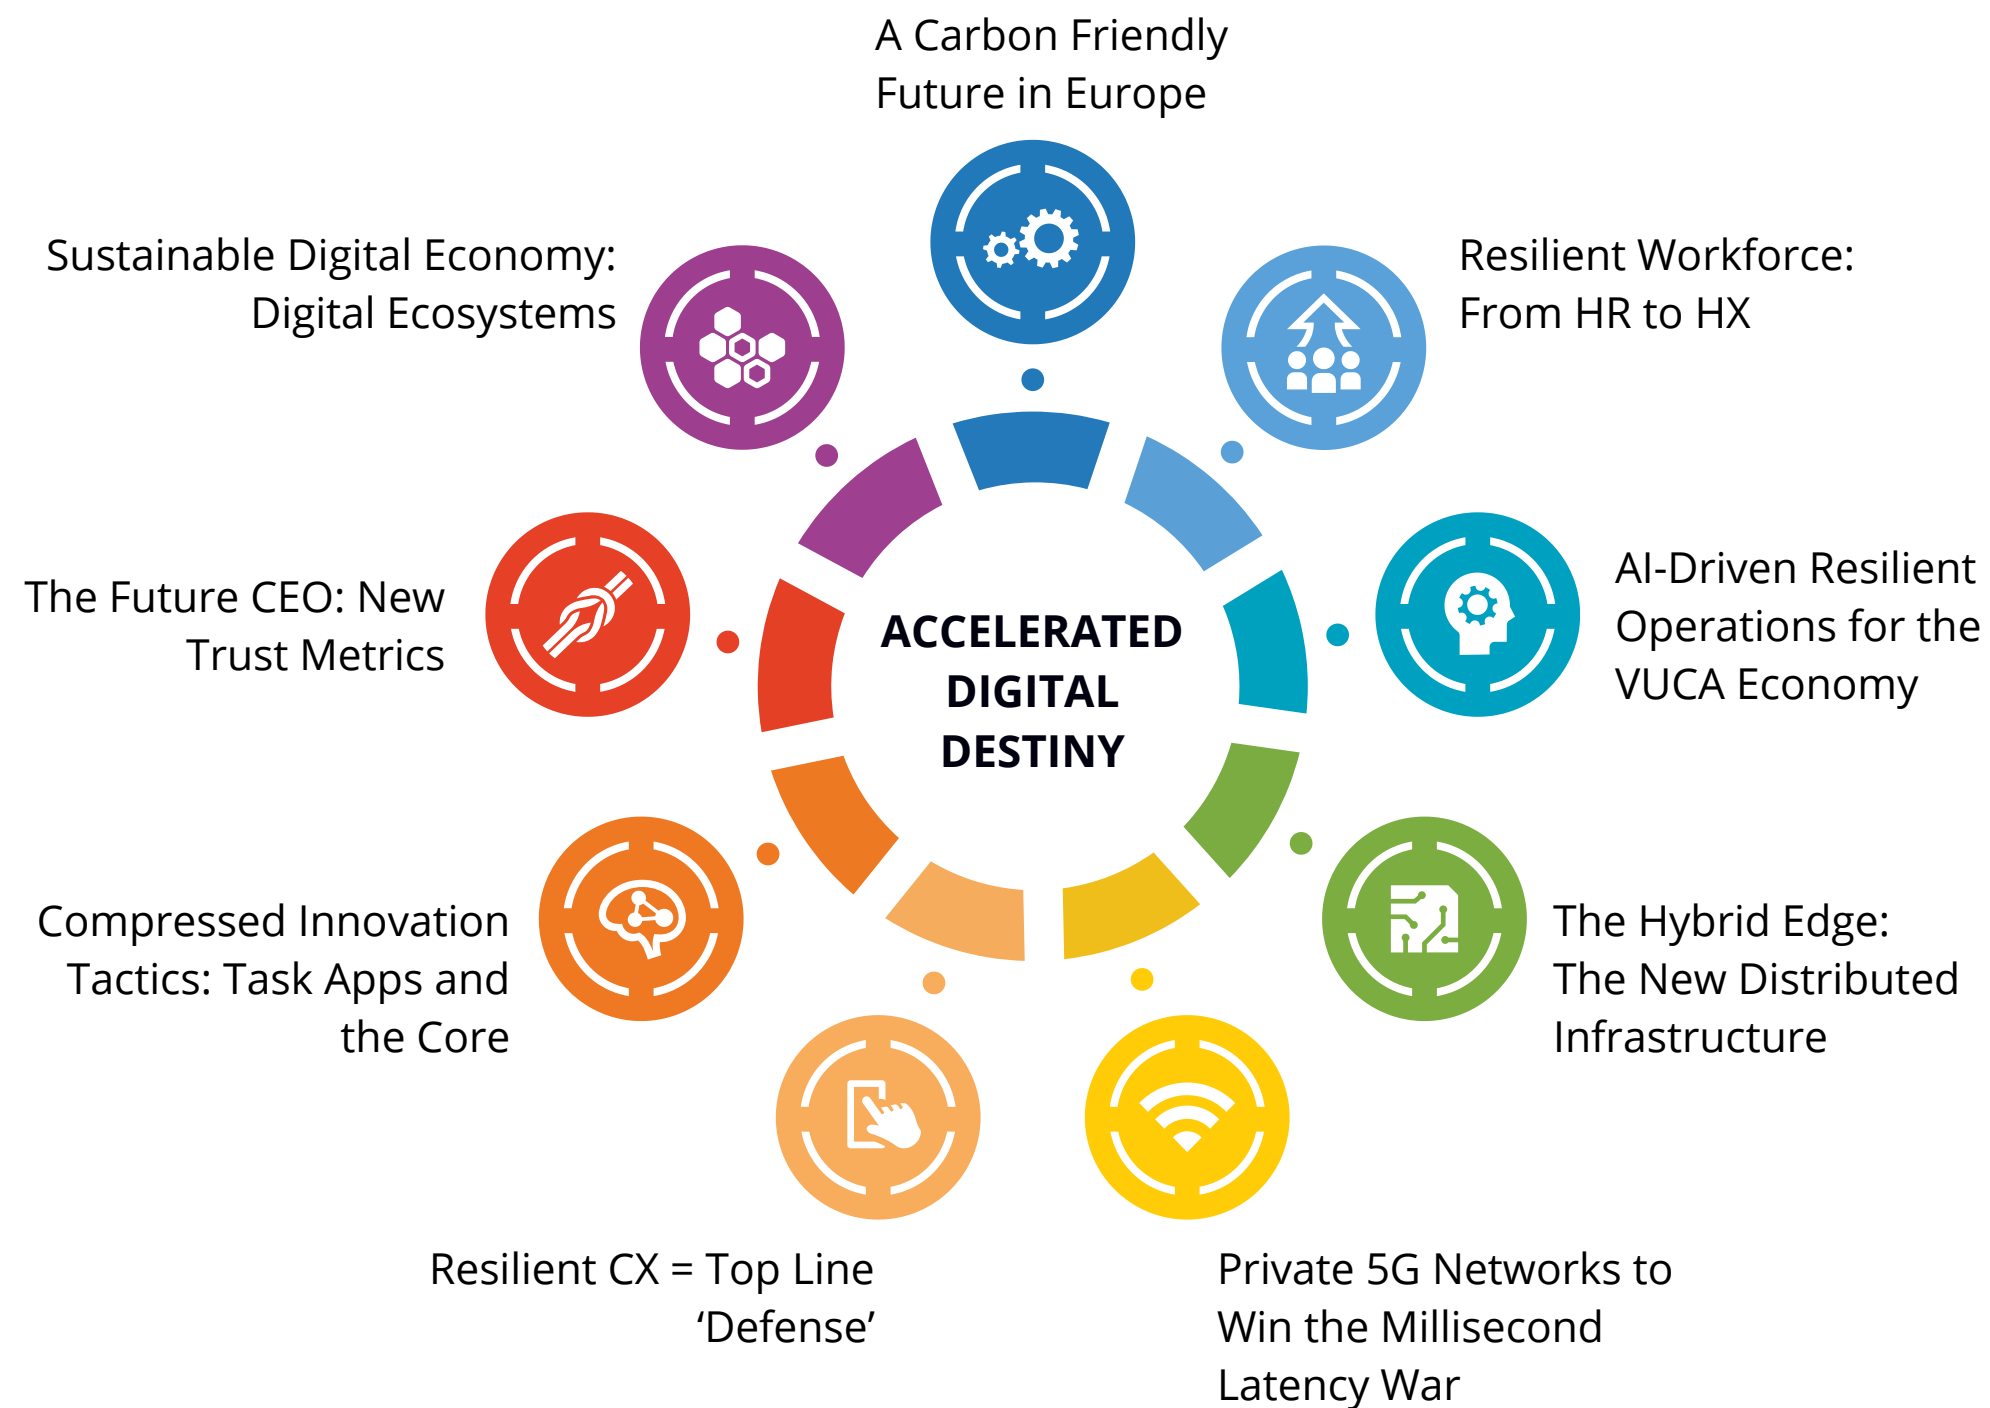 A Carbon Friendly
Future in Europe
Resilient Workforce:
From HR to HX
AI-Driven Resilient
Operations for the
VUCA Economy
The Hybrid Edge:
The New Distributed
Infrastructure
Private 5G Networks to
Win the Millisecond
Latency War
Resilient CX = Top Line
‘Defense’
Compressed Innovation
Tactics: Task Apps and
the Core
The Future CEO: New
Trust Metrics
Sustainable Digital Economy:
Digital Ecosystems
ACCELERATED
DIGITAL
DESTINY